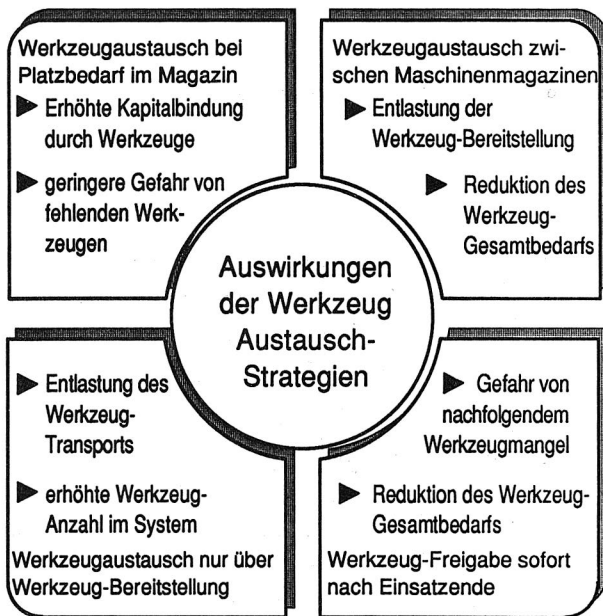 Werkzeugaustausch bei
Platzbedarf im Magazin
Erhöhte Kapitalbindung
durch Werkzeuge
geringere Gefahr von
fehlenden Werk-
zeugen
Werkzeugaustausch zwi-
schen Maschinenmagazinen
Entlastung der
Werkzeug-Bereitstellung
Reduktion des
Werkzeug-
Gesamtbedarfs
Auswirkungen
der Werkzeug
Austausch-
Strategien
Entlastung des
Werkzeug-
Transports
erhöhte Werkzeug-
Anzahl im System
Werkzeugaustausch nur über
Werkzeug-Bereitstellung
Gefahr von
nachfolgendem
Werkzeugmangel
Reduktion des Werkzeug-
Gesamtbedarfs
Werkzeug-Freigabe sofort
nach Einsatzende